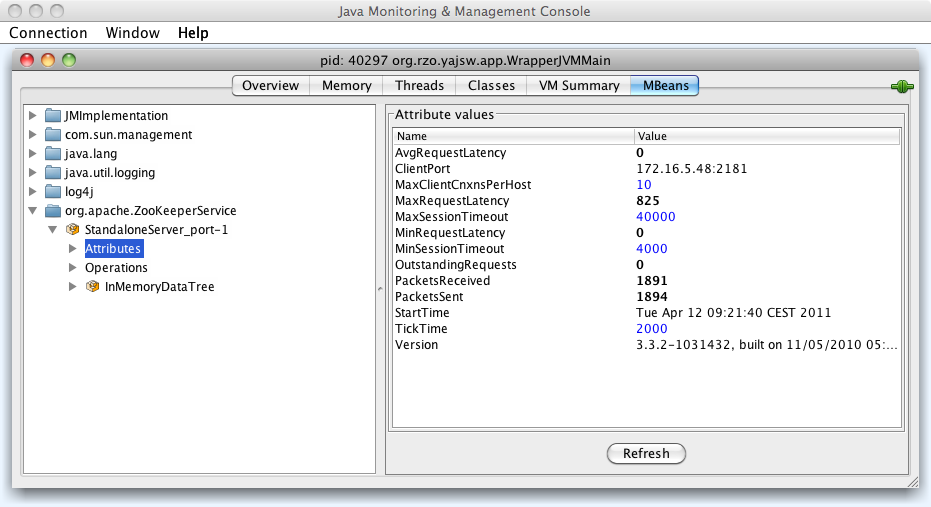 Java Monitoring & Management Console
Connection Window Help
pid: 40297 org.rzo.yajsw.app.WrapperJVMMain
Overview Memory Threads Classes VM Summary MBeans
JMImplementation
com.sun.management
java.lang
java.util.logging
log4j
org.apache.ZooKeeperService
StandaloneServer_port-1
Attributes
Operations
InMemoryDataTree
Attribute values
Name Value
AvgRequestLatency 0
ClientPort 172.16.5.48:2181
MaxClientCnxnsPerHost 10
MaxRequestLatency 825
MaxSessionTimeout 40000
MinRequestLatency 0
MinSessionTimeout 4000
OutstandingRequests 0
PacketsReceived 1891
PacketsSent 1894
StartTime Tue Apr 12 09:21:40 CEST 2011
TickTime 2000
Version 3.3.2-1031432, built on 11/05/2010 05:...
Refresh